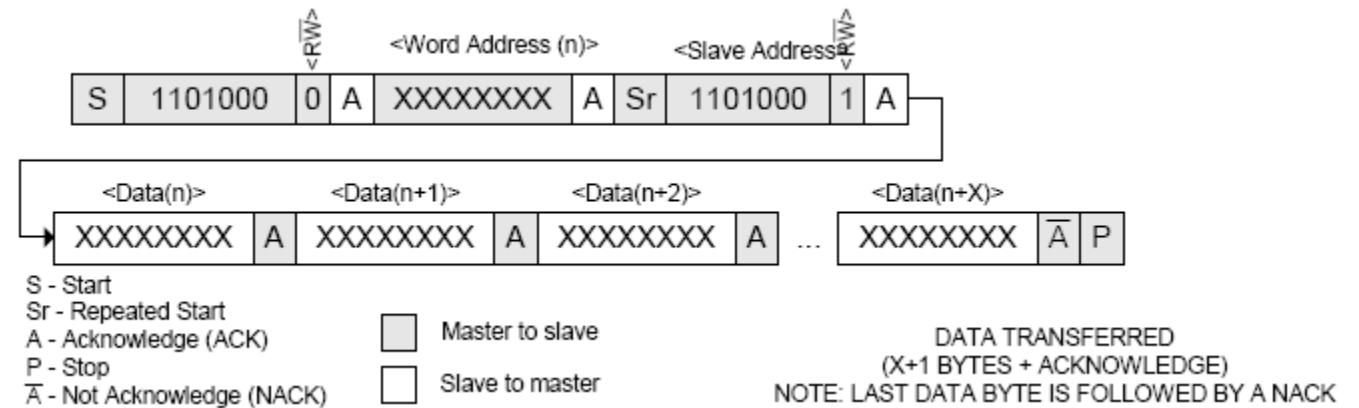 <RW̅> <Word Address (n)> <Slave Address> <RW̅>
S 1101000 0 A XXXXXXXX A Sr 1101000 1 A
<Data(n)> <Data(n+1)> <Data(n+2)> <Data(n+X)>
XXXXXXXX A XXXXXXXX A XXXXXXXX A ... XXXXXXXX A̅ P
S - Start
Sr - Repeated Start
A - Acknowledge (ACK)
P - Stop
A̅ - Not Acknowledge (NACK)
Master to slave
Slave to master
DATA TRANSFERRED
(X+1 BYTES + ACKNOWLEDGE)
NOTE: LAST DATA BYTE IS FOLLOWED BY A NACK